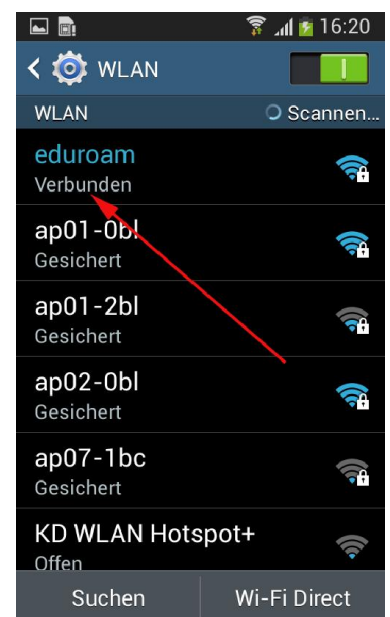 16:20
WLAN
WLAN Scannen...
eduroam
Verbunden
ap01-0bl
Gesichert
ap01-2bl
Gesichert
ap02-0bl
Gesichert
ap07-1bc
Gesichert
KD WLAN Hotspot+
Offen
Suchen Wi-Fi Direct